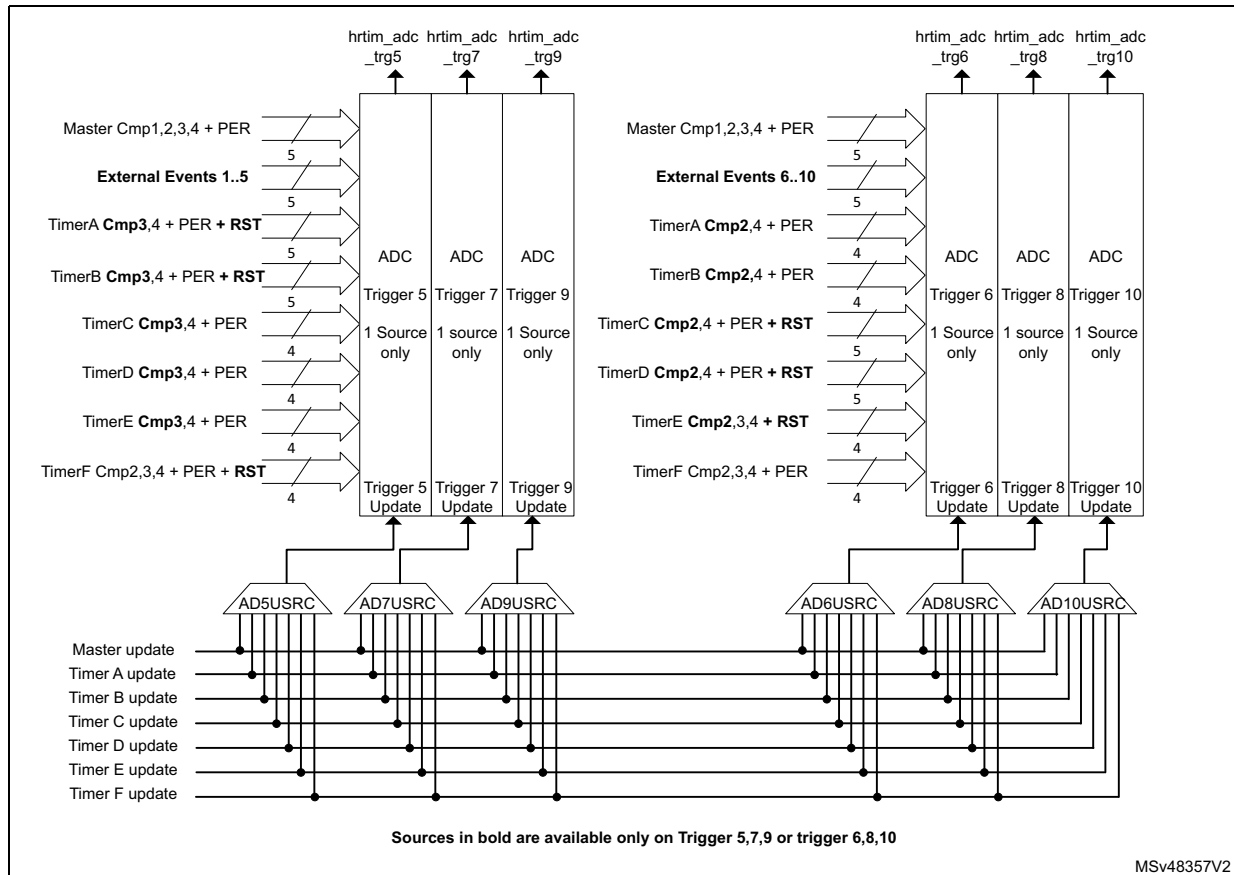 hrtim_adc
_trg5
hrtim_adc
_trg7
hrtim_adc
_trg9
Master Cmp1,2,3,4 + PER
5
External Events 1..5
5
TimerA Cmp3,4 + PER + RST
5
TimerB Cmp3,4 + PER + RST
5
TimerC Cmp3,4 + PER
4
TimerD Cmp3,4 + PER
4
TimerE Cmp3,4 + PER
4
TimerF Cmp2,3,4 + PER + RST
4
ADC
Trigger 5
1 Source
only
Trigger 5
Update
ADC
Trigger 7
1 source
only
Trigger 7
Update
ADC
Trigger 9
1 Source
only
Trigger 9
Update
hrtim_adc
_trg6
hrtim_adc
_trg8
hrtim_adc
_trg10
Master Cmp1,2,3,4 + PER
5
External Events 6..10
5
TimerA Cmp2,4 + PER
4
TimerB Cmp2,4 + PER
4
TimerC Cmp2,4 + PER + RST
5
TimerD Cmp2,4 + PER + RST
5
TimerE Cmp2,3,4 + RST
4
TimerF Cmp2,3,4 + PER
4
ADC
Trigger 6
1 Source
only
Trigger 6
Update
ADC
Trigger 8
1 source
only
Trigger 8
Update
ADC
Trigger 10
1 Source
only
Trigger 10
Update
AD5USRC
AD7USRC
AD9USRC
AD6USRC
AD8USRC
AD10USRC
Master update
Timer A update
Timer B update
Timer C update
Timer D update
Timer E update
Timer F update
Sources in bold are available only on Trigger 5,7,9 or trigger 6,8,10
MSv48357V2